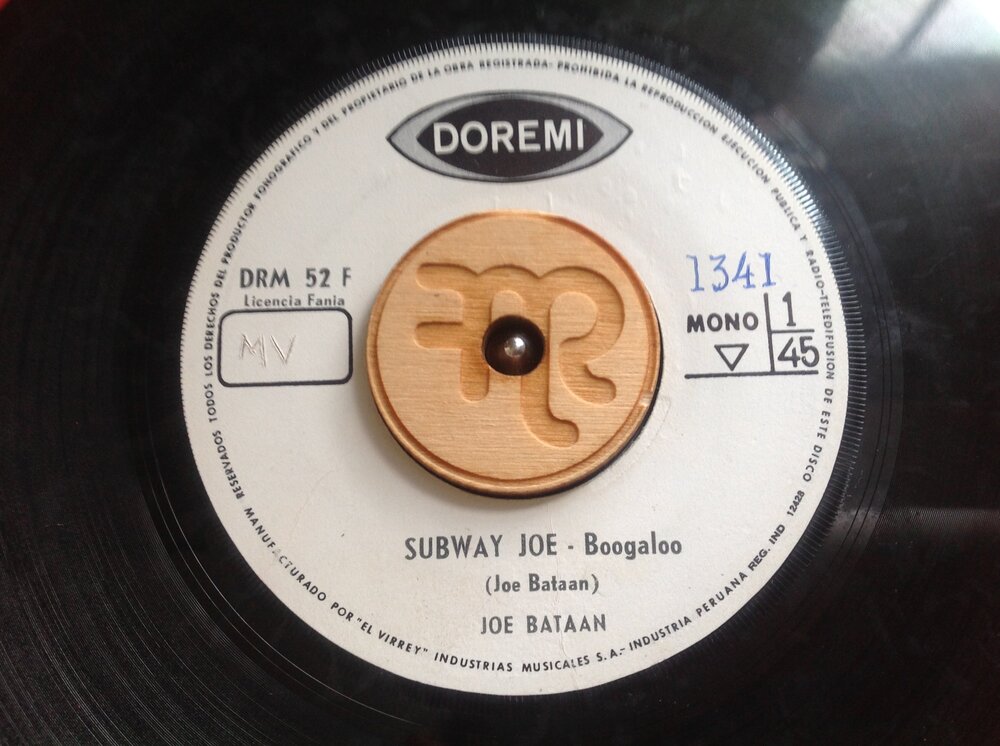 RESERVADOS TODOS LOS DERECHOS DEL PRODUCTOR FONOGRAFICO Y DEL PROPIETARIO DE LA OBRA REGISTRADA - PROHIBIDA LA REPRODUCCION EJECUCION PUBLICA Y RADIO-TELEDIFUSION DE ESTE DISCO
DOREMI
DRM 52 F
Licencia Fania
MV
1341
MONO
1
45
SUBWAY JOE - Boogaloo
(Joe Bataan)
JOE BATAAN
MANUFACTURADO POR "EL VIRREY" INDUSTRIAS MUSICALES S.A. - INDUSTRIA PERUANA REG. IND 12428